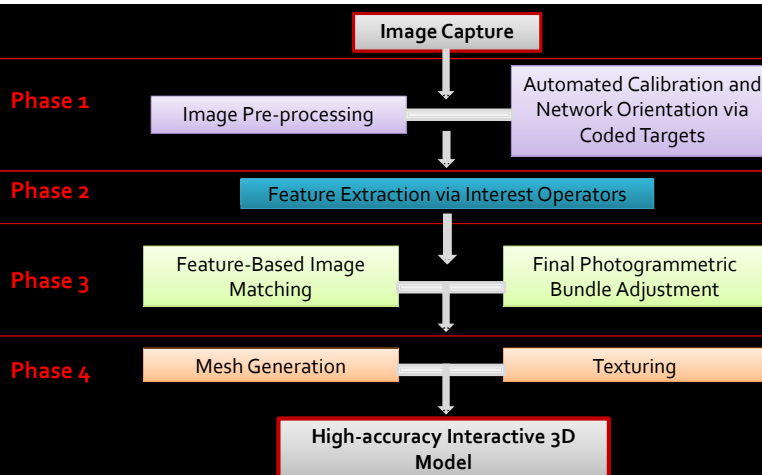 Image Capture
Phase 1
Image Pre-processing
Automated Calibration and
Network Orientation via
Coded Targets
Phase 2
Feature Extraction via Interest Operators
Phase 3
Feature-Based Image
Matching
Final Photogrammetric
Bundle Adjustment
Phase 4
Mesh Generation
Texturing
High-accuracy Interactive 3D
Model